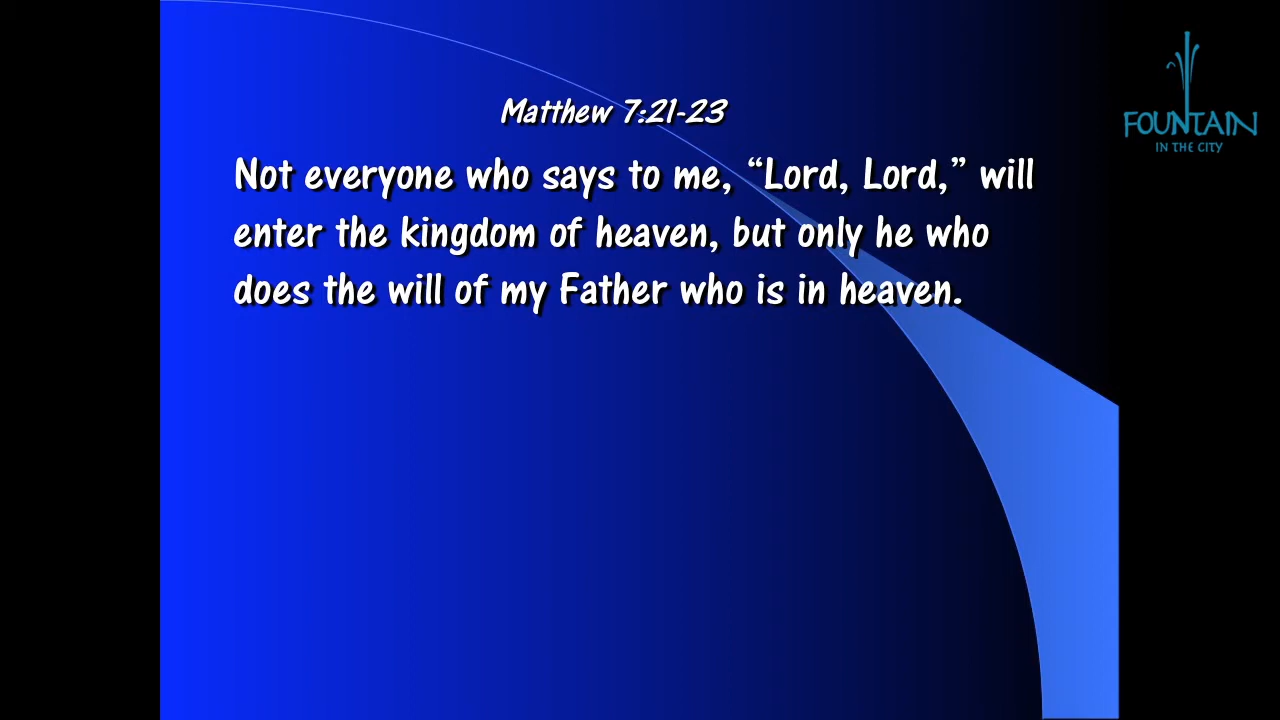 Matthew 7:21-23
Not everyone who says to me, “Lord, Lord,” will
enter the kingdom of heaven, but only he who
does the will of my Father who is in heaven.
FOUNTAIN
IN THE CITY